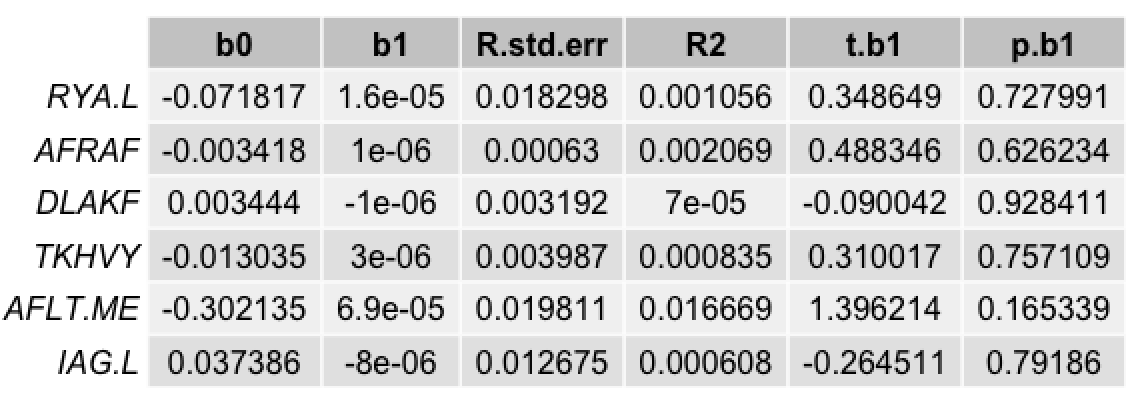 b0 b1 R.std.err R2 t.b1 p.b1
RYA.L -0.071817 1.6e-05 0.018298 0.001056 0.348649 0.727991
AFRAF -0.003418 1e-06 0.00063 0.002069 0.488346 0.626234
DLAKF 0.003444 -1e-06 0.003192 7e-05 -0.090042 0.928411
TKHVY -0.013035 3e-06 0.003987 0.000835 0.310017 0.757109
AFLT.ME -0.302135 6.9e-05 0.019811 0.016669 1.396214 0.165339
IAG.L 0.037386 -8e-06 0.012675 0.000608 -0.264511 0.79186